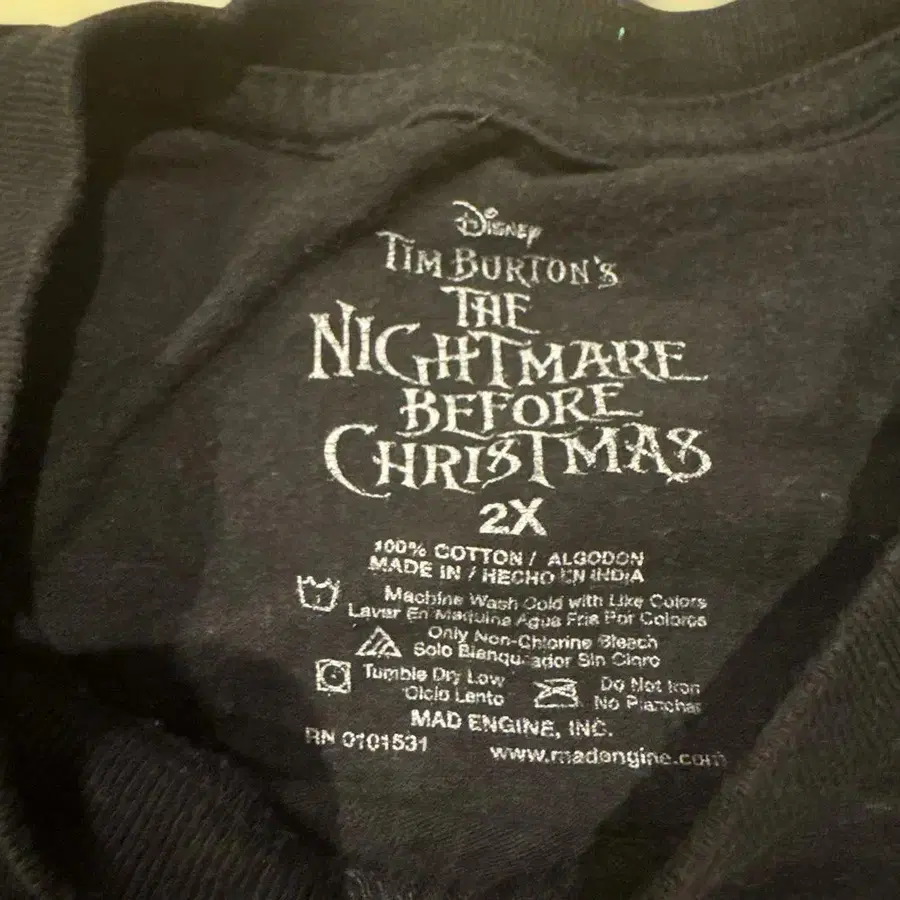 Disney
TIM BURTON'S
THE
NIGHTMARE
BEFORE
CHRISTMAS
2X
100% COTTON / ALGODON
MADE IN / HECHO EN INDIA
Machine Wash Cold with Like Colors
Lavar En Maquina Agua Fria Por Colores
Only Non-Chlorine Bleach
Solo Blanqueador Sin Cloro
Tumble Dry Low
Ciclo Lento
Do Not Iron
No Planchar
MAD ENGINE, INC.
RN 0101531
www.madengine.com